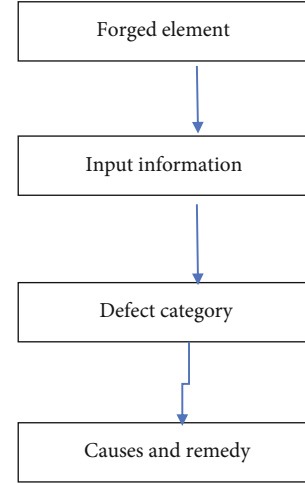 Forged element
Input information
Defect category
Causes and remedy